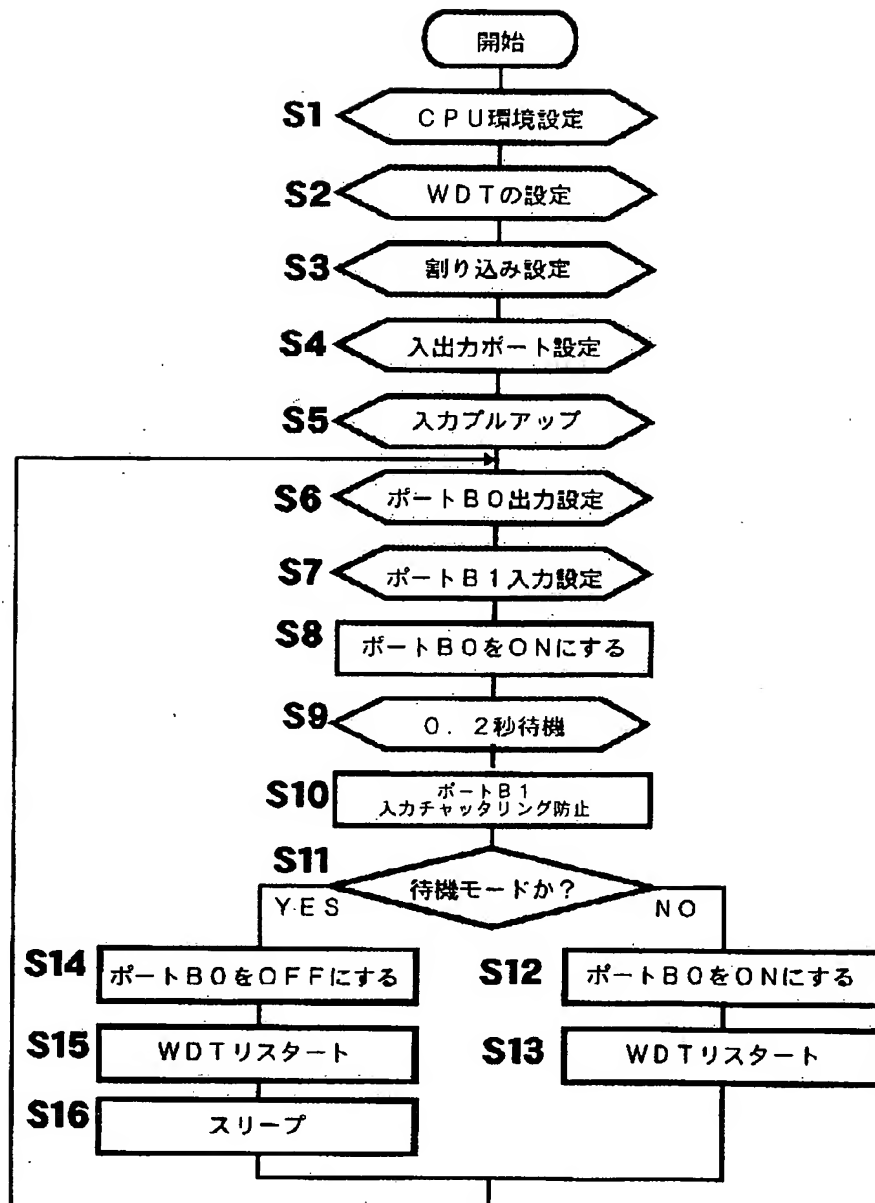 開始
S1 CPU環境設定
S2 WDTの設定
S3 割り込み設定
S4 入出力ポート設定
S5 入力プルアップ
S6 ポートB0出力設定
S7 ポートB1入力設定
S8 ポートB0をONにする
S9 0.2秒待機
S10 ポートB1
入力チャッタリング防止
S11 待機モードか?
YES NO
S14 ポートB0をOFFにする S12 ポートB0をONにする
S15 WDTリスタート S13 WDTリスタート
S16 スリープ